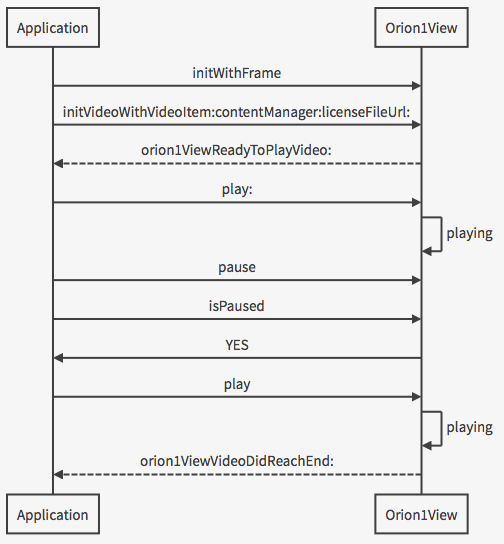 Application Orion1View
initWithFrame
initVideoWithVideoItem:contentManager:licenseFileUrl:
orion1ViewReadyToPlayVideo:
play:
playing
pause
isPaused
YES
play
playing
orion1ViewVideoDidReachEnd:
Application Orion1View